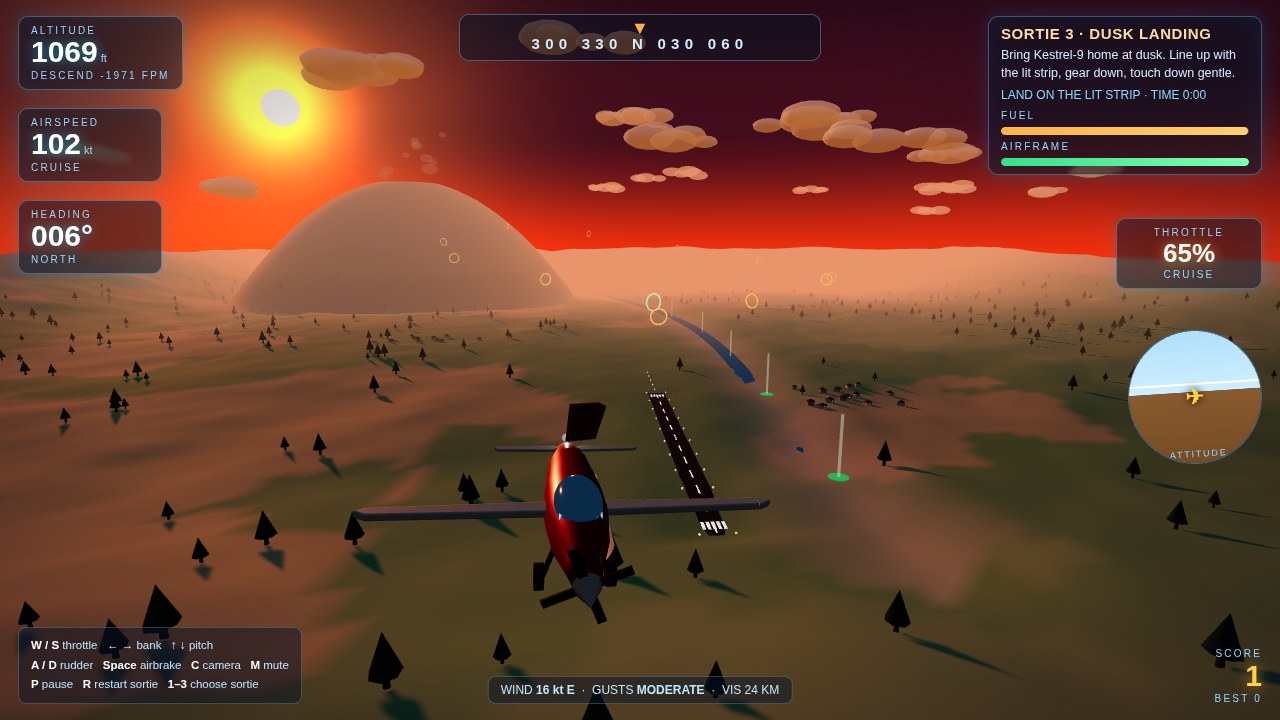 ALTITUDE
1069 ft
DESCEND -1971 FPM
AIRSPEED
102 kt
CRUISE
HEADING
006°
NORTH
300 330 N 030 060
SORTIE 3 · DUSK LANDING
Bring Kestrel-9 home at dusk. Line up with
the lit strip, gear down, touch down gentle.
LAND ON THE LIT STRIP · TIME 0:00
FUEL
AIRFRAME
THROTTLE
65%
CRUISE
ATTITUDE
W / S throttle ← → bank ↑ ↓ pitch
A / D rudder Space airbrake C camera M mute
P pause R restart sortie 1–3 choose sortie
WIND 16 kt E · GUSTS MODERATE · VIS 24 KM
SCORE
1
BEST 0